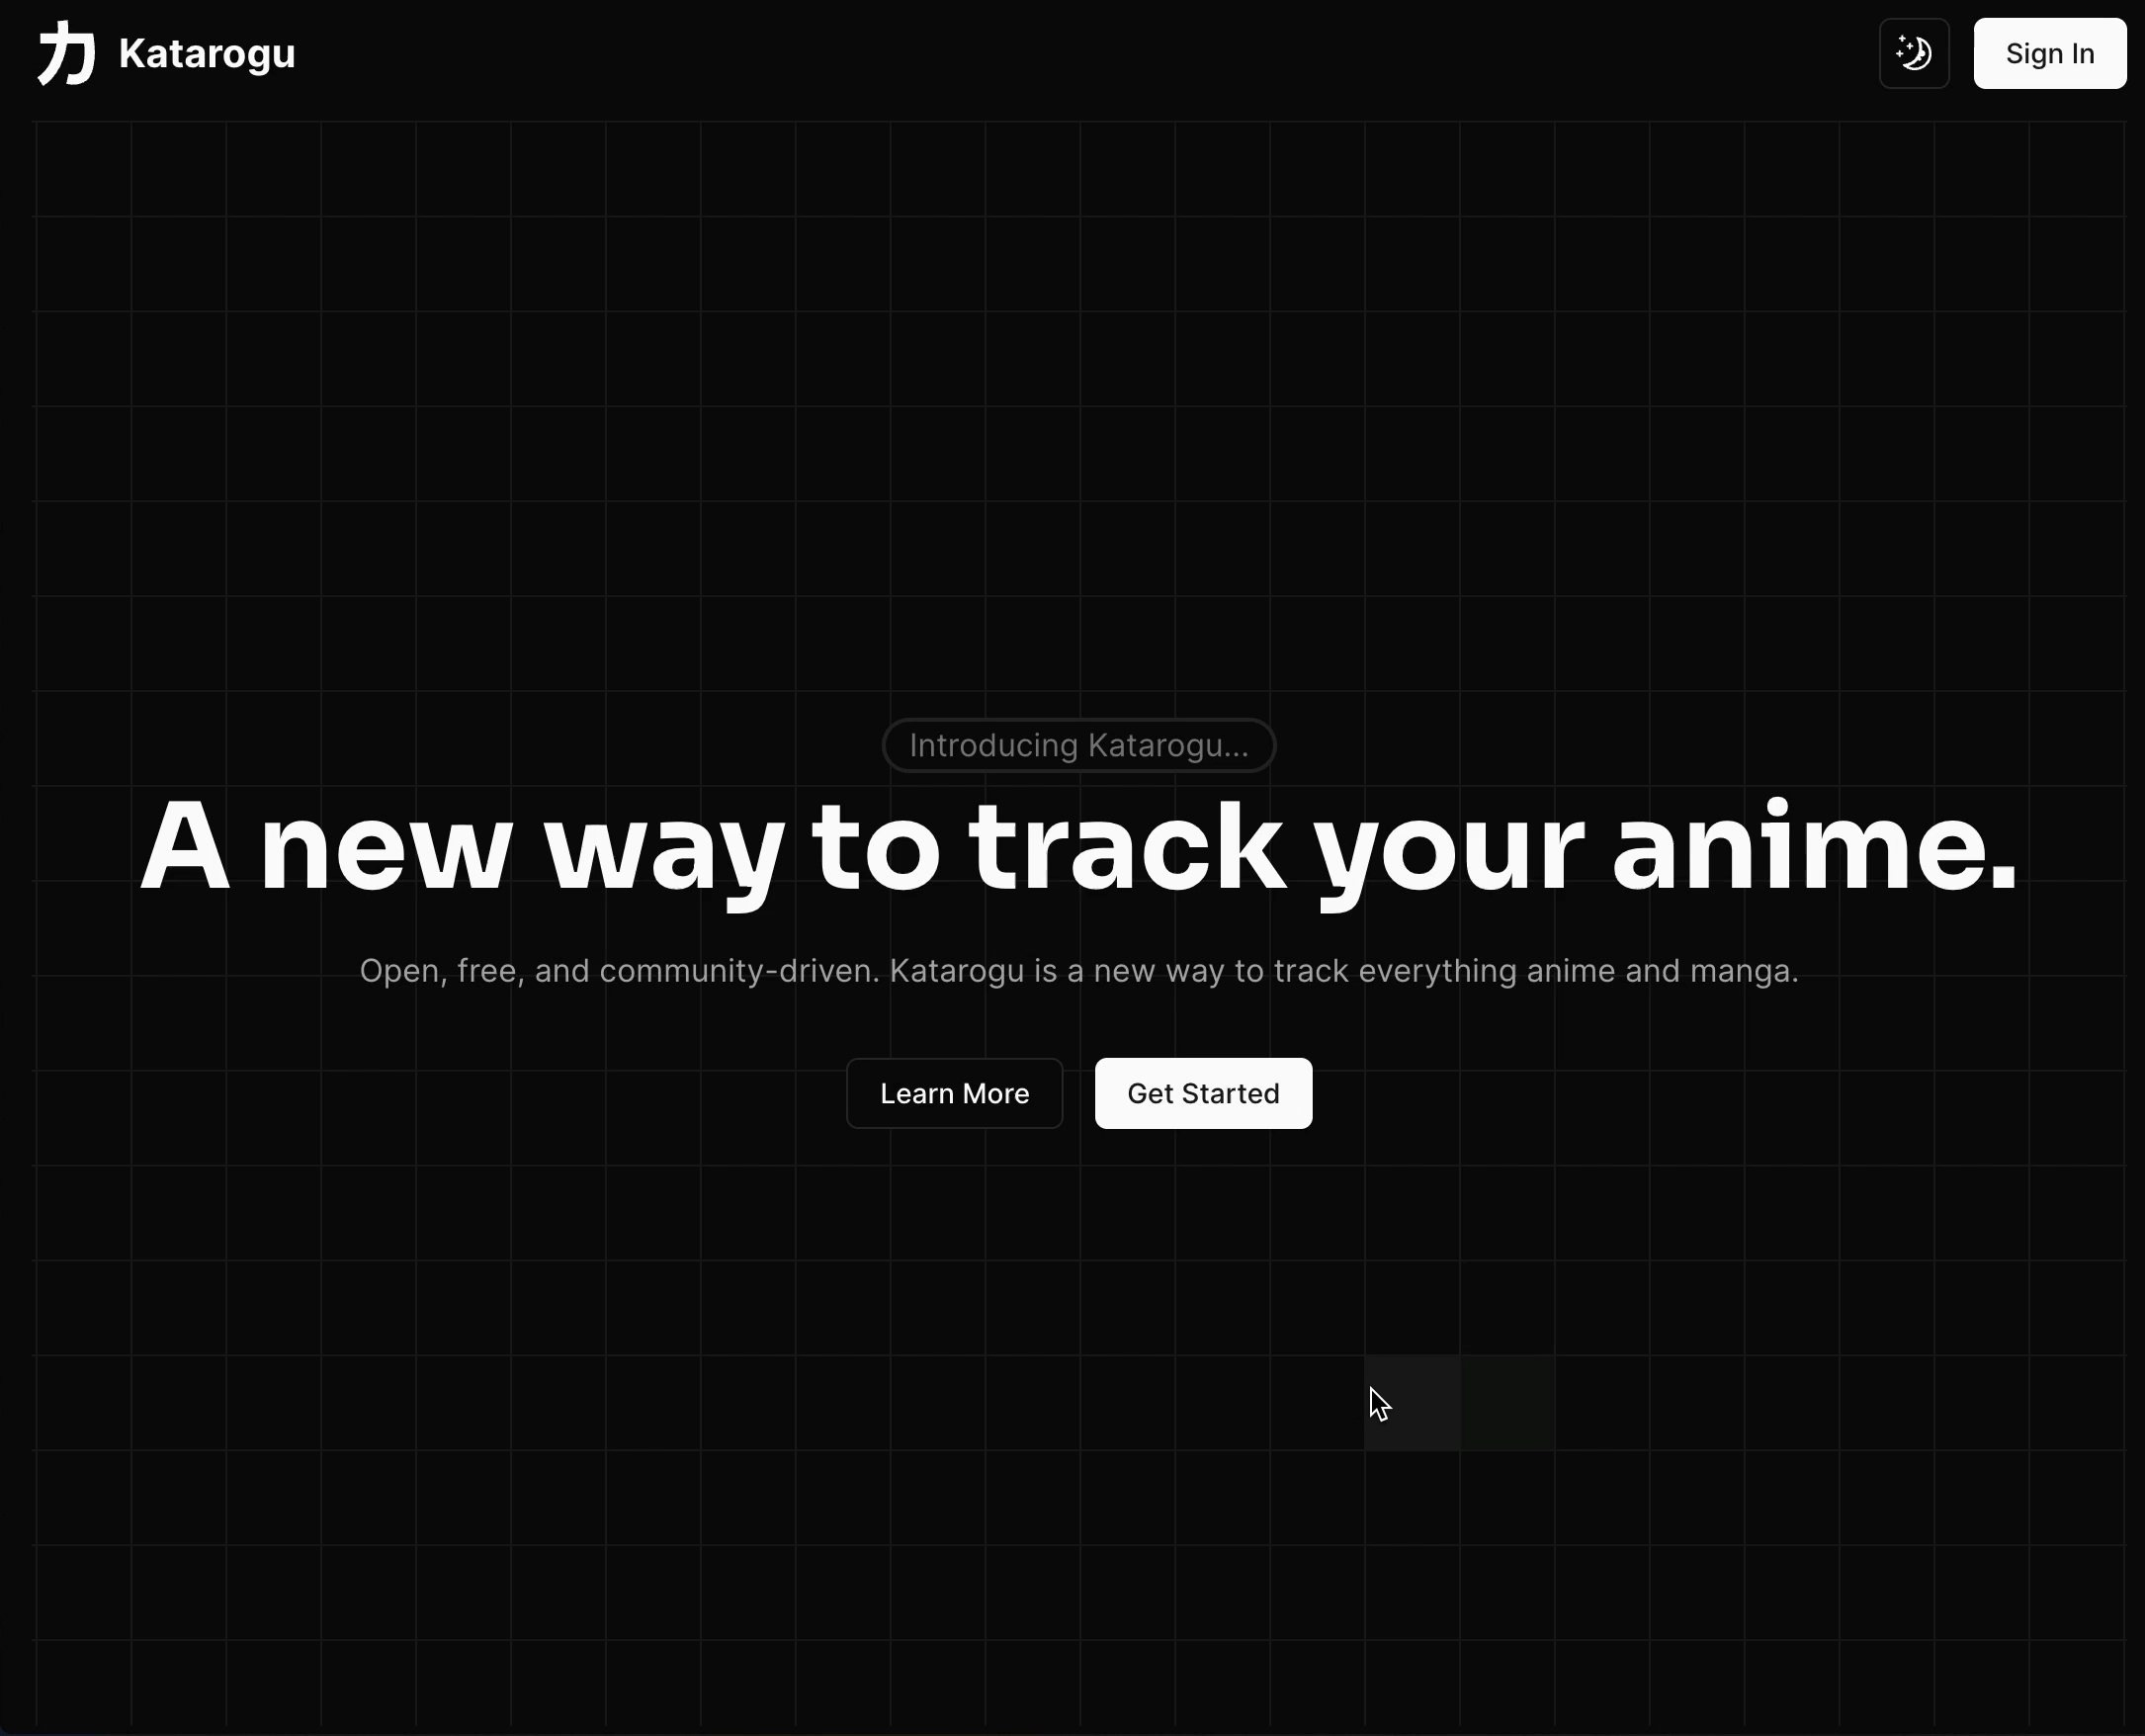 カ Katarogu
Sign In
Introducing Katarogu...
A new way to track your anime.
Open, free, and community-driven. Katarogu is a new way to track everything anime and manga.
Learn More
Get Started